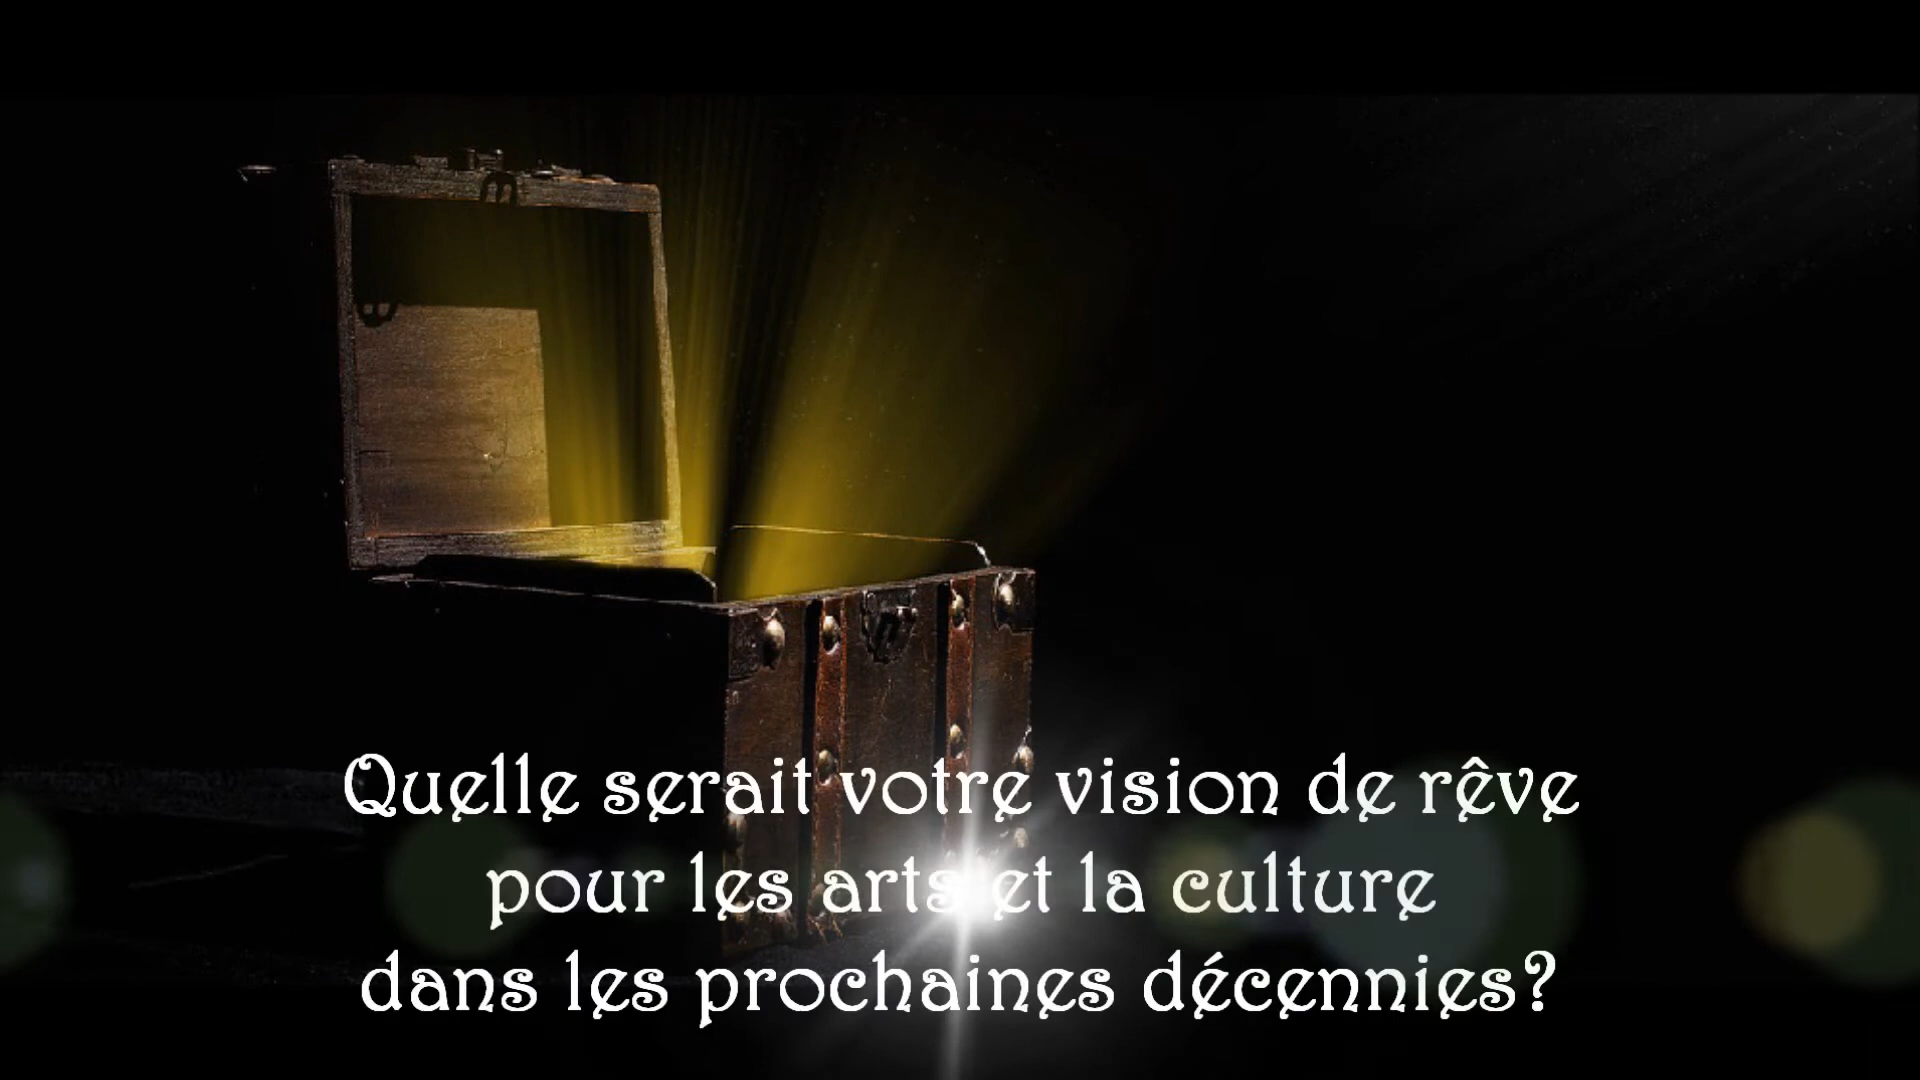 Quelle serait votre vision de rêve
pour les arts et la culture
dans les prochaines décennies?